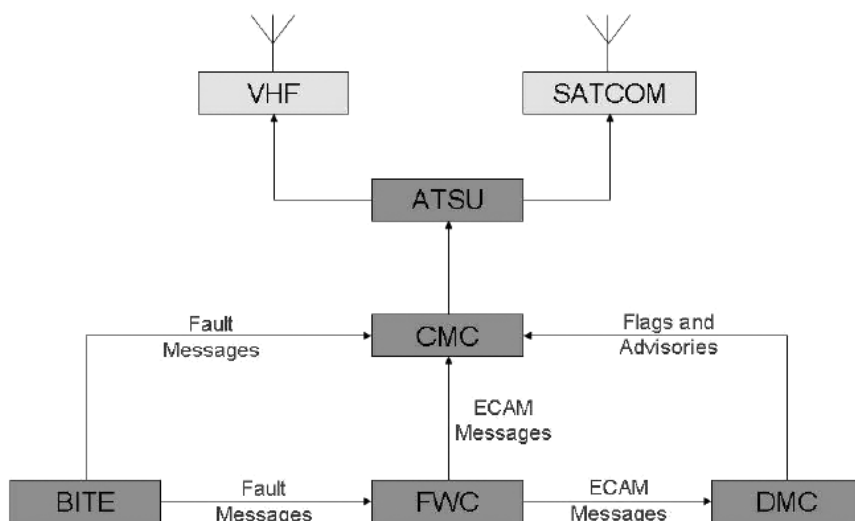 VHF
SATCOM
ATSU
Fault
Messages
CMC
Flags and
Advisories
ECAM
Messages
BITE
Fault
Messages
FWC
ECAM
Messages
DMC